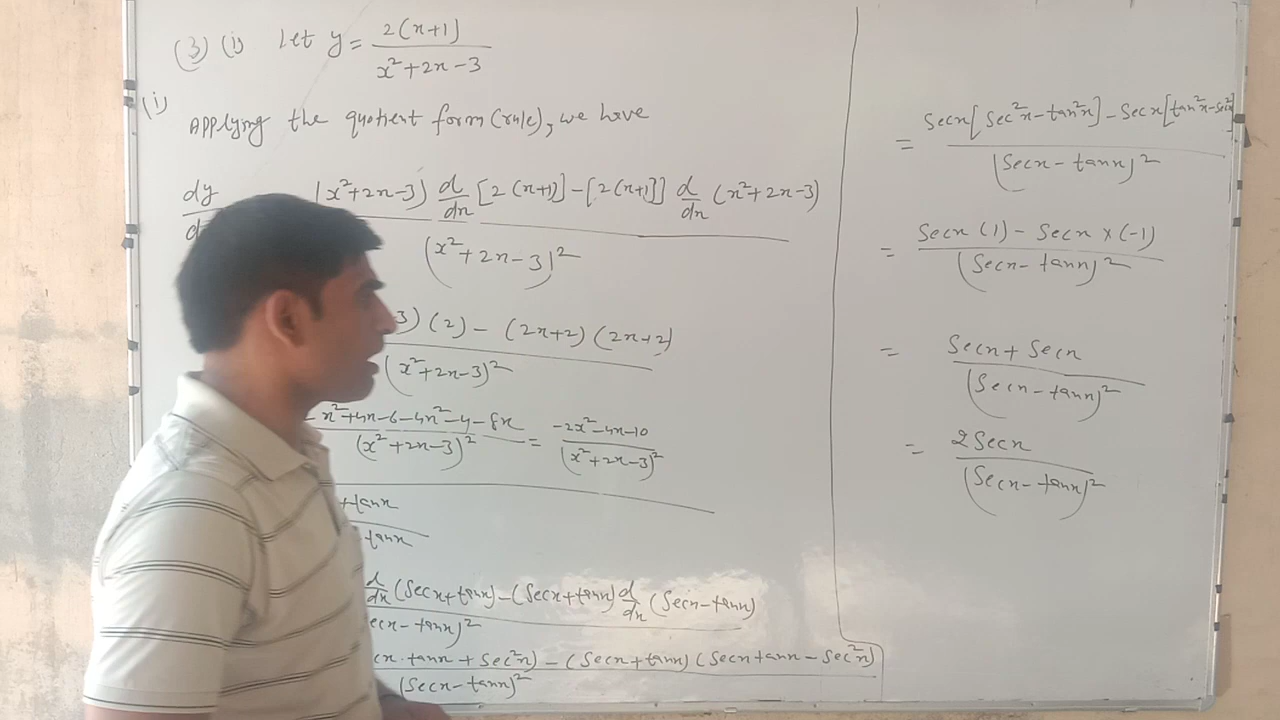 (3) (i) Let y = 2(x+1) / x²+2x-3
(i)
Applying the quotient form (rule), we have
dy (x²+2x-3) d/dx [2(x+1)] - [2(x+1)] d/dx (x²+2x-3)
(x²+2x-3)²
3) (2) - (2x+2) (2x+2)
(x²+2x-3)²
x²+4x-6-4x²-4-8x / (x²+2x-3)² = -2x²-4x-10 / (x²+2x-3)²
+tanx
tanx
d/dx (Secx+tanx) - (Secx+tanx) d/dx (Secx-tanx)
ecx-tanx)²
cx.tanx + Sec²x) - (Secx+tanx) (Secxtanx - Sec²x)
(Secx-tanx)²
= Secx[Sec²x-tan²x] - Secx[tan²x-Sec²x] / (Secx-tanx)²
= Secx (1) - Secx × (-1) / (Secx-tanx)²
= Secx + Secx / (Secx-tanx)²
= 2Secx / (Secx-tanx)²